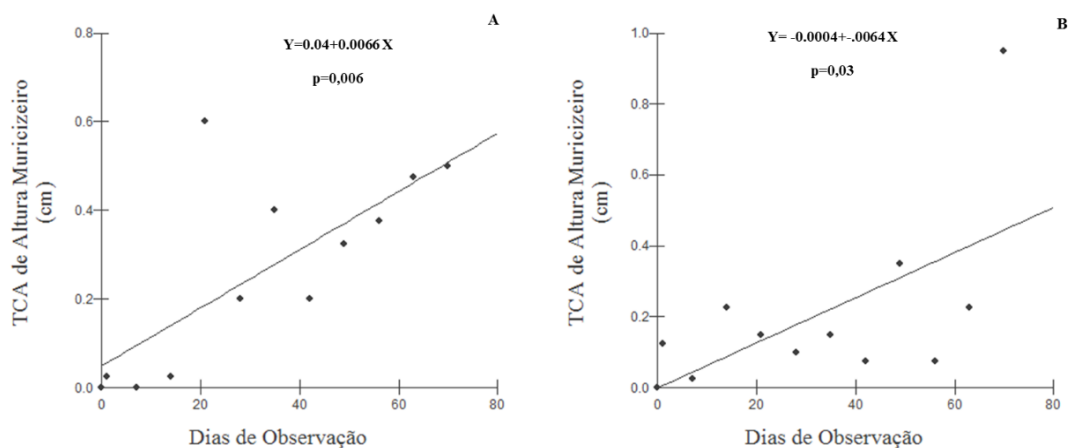 A
Y=0.04+0.0066X
p=0,006
TCA de Altura Muricizeiro
(cm)
0.8
0.6
0.4
0.2
0.0
0
20
40
60
80
Dias de Observação
B
Y= -0.0004+-.0064X
p=0,03
TCA de Altura Muricizeiro
(cm)
1.0
0.8
0.6
0.4
0.2
0.0
0
20
40
60
80
Dias de Observação